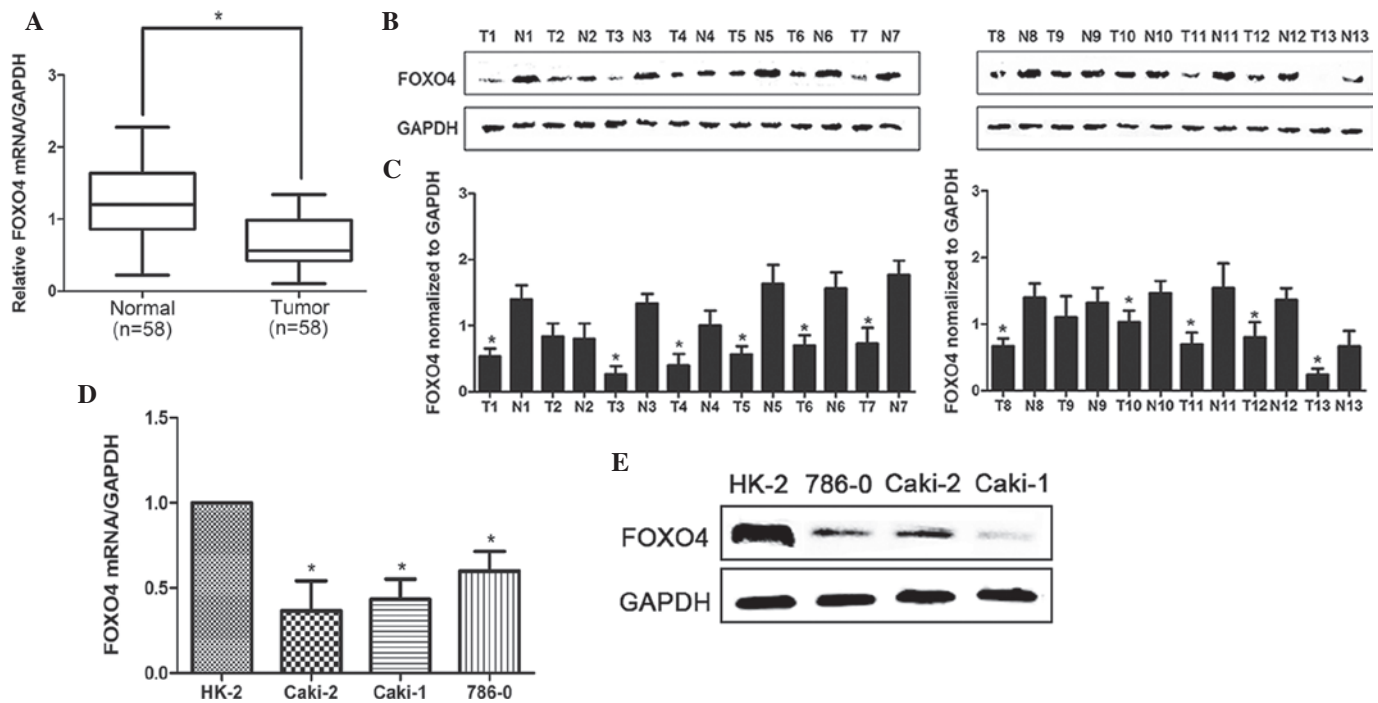 A
*
Relative FOXO4 mRNA/GAPDH
3
2
1
0
Normal
(n=58)
Tumor
(n=58)
B
T1 N1 T2 N2 T3 N3 T4 N4 T5 N5 T6 N6 T7 N7
T8 N8 T9 N9 T10 N10 T11 N11 T12 N12 T13 N13
FOXO4
GAPDH
C
FOXO4 nomalized to GAPDH
3
2
1
0
* * * * * *
T1 N1 T2 N2 T3 N3 T4 N4 T5 N5 T6 N6 T7 N7
FOXO4 nomalized to GAPDH
3
2
1
0
* * * * *
T8 N8 T9 N9 T10 N10 T11 N11 T12 N12 T13 N13
D
FOXO4 mRNA/GAPDH
1.5
1.0
0.5
0.0
* * *
HK-2 Caki-2 Caki-1 786-0
E
HK-2 786-0 Caki-2 Caki-1
FOXO4
GAPDH